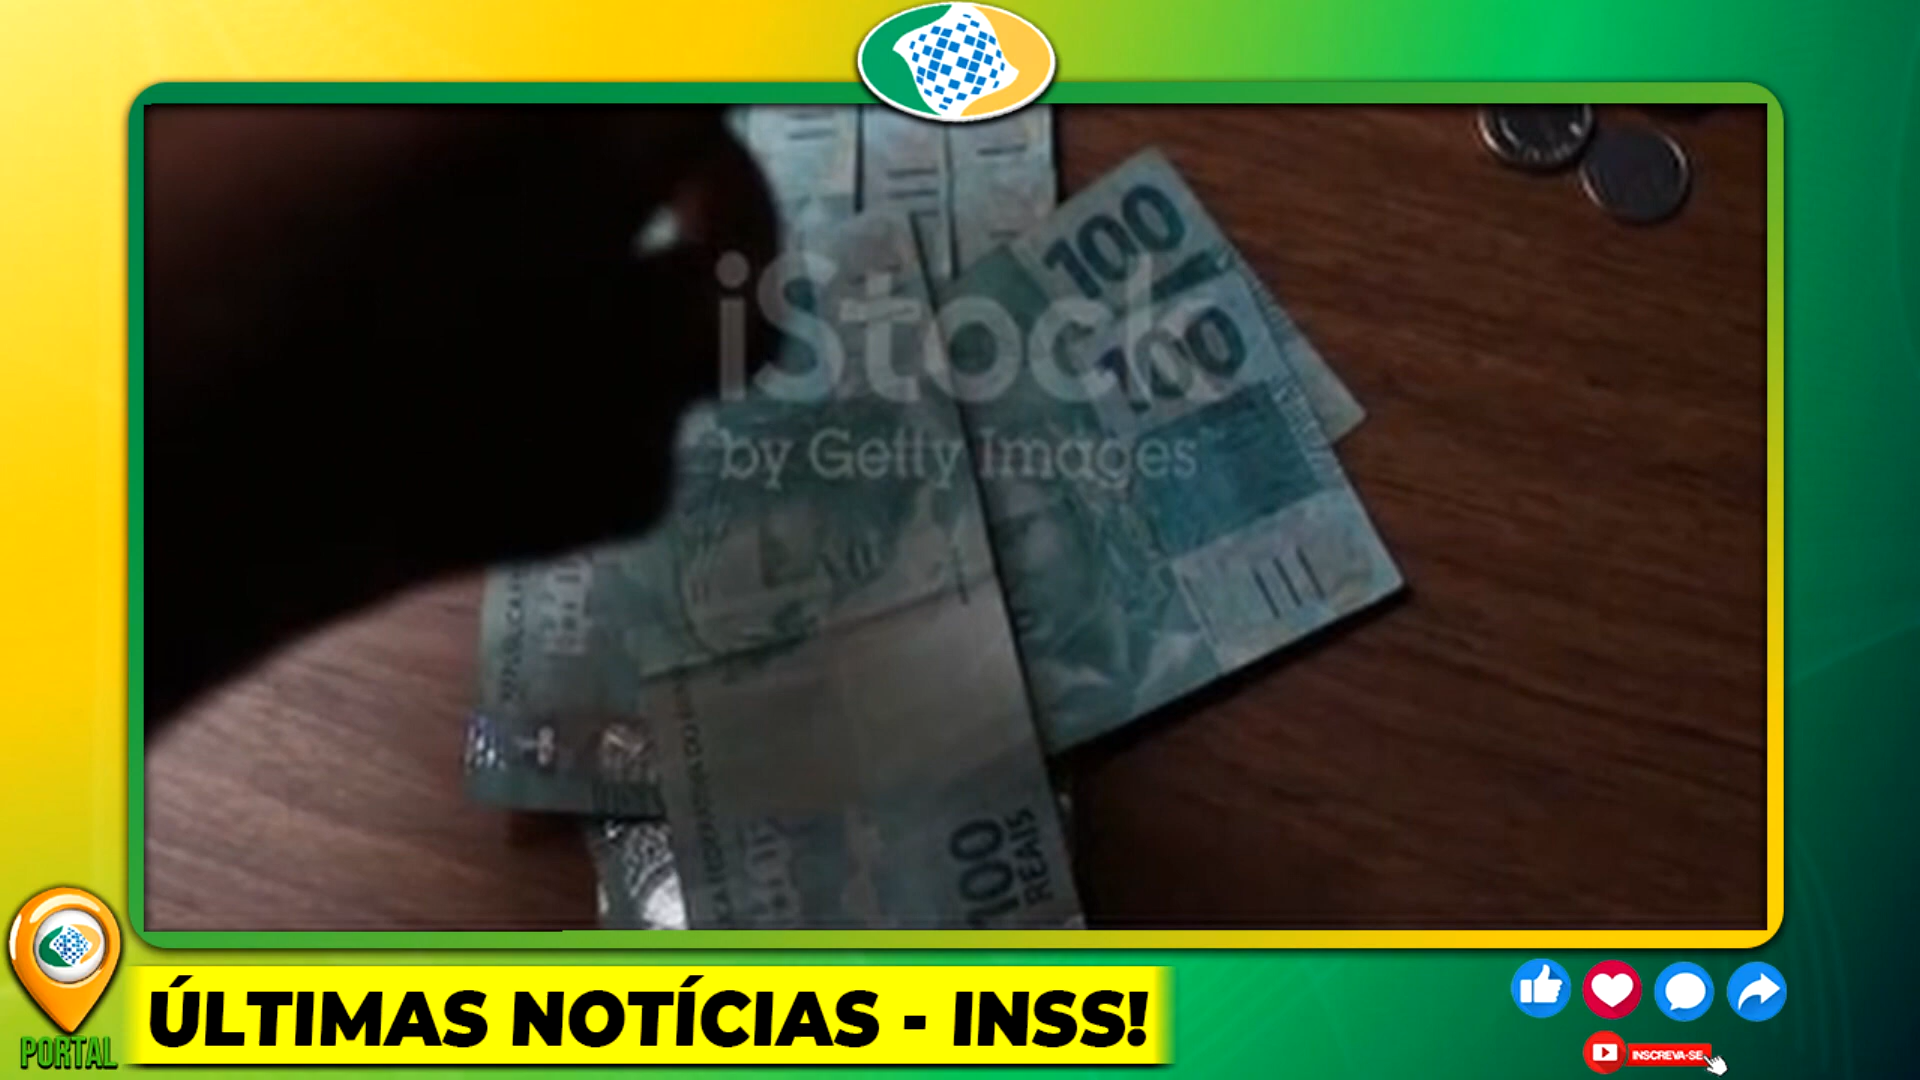 100
100
iStock
by Getty Images
100
REAIS
ÚLTIMAS NOTÍCIAS - INSS!
PORTAL
INSCREVA-SE